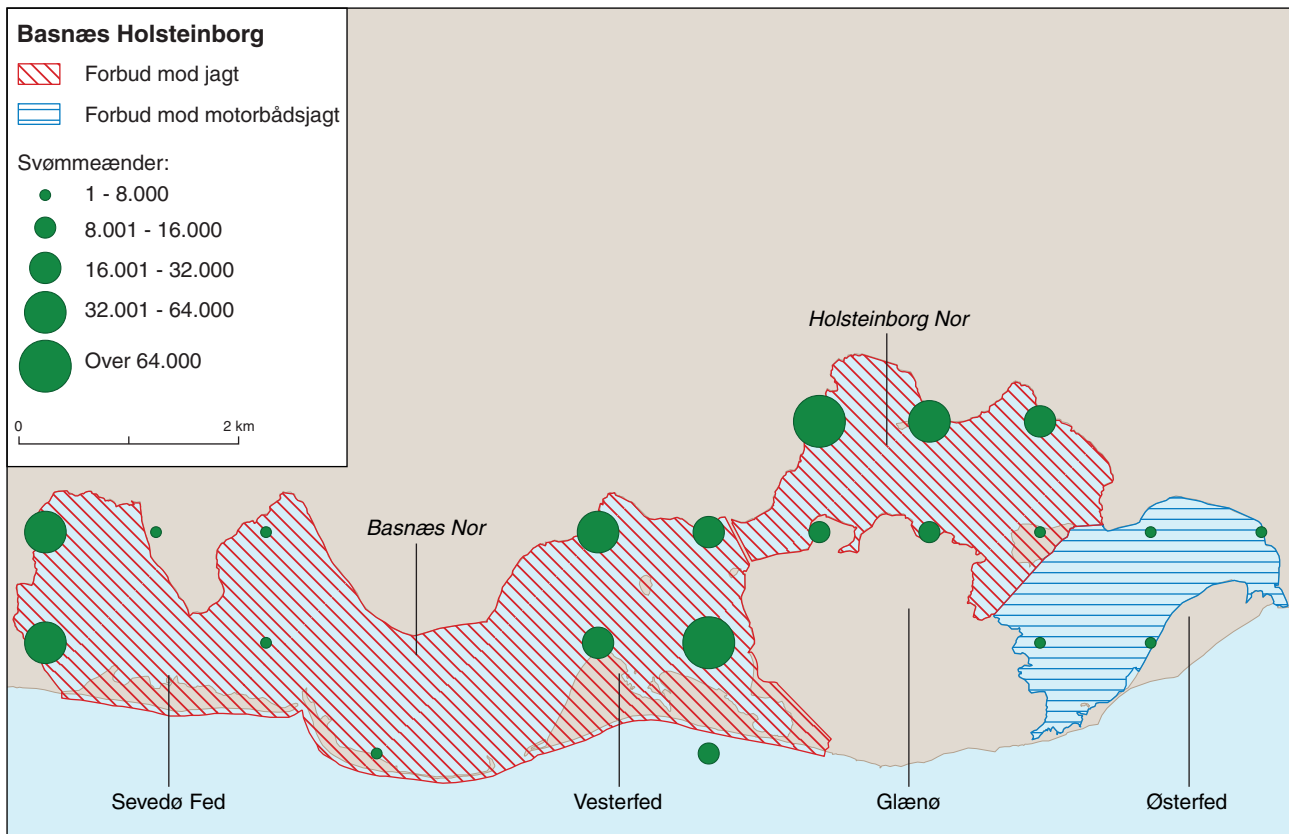 Basnæs Holsteinborg
Forbud mod jagt
Forbud mod motorbådsjagt
Svømmeænder:
1 - 8.000
8.001 - 16.000
16.001 - 32.000
32.001 - 64.000
Over 64.000
0 2 km
Holsteinborg Nor
Basnæs Nor
Sevedø Fed
Vesterfed
Glænø
Østerfed